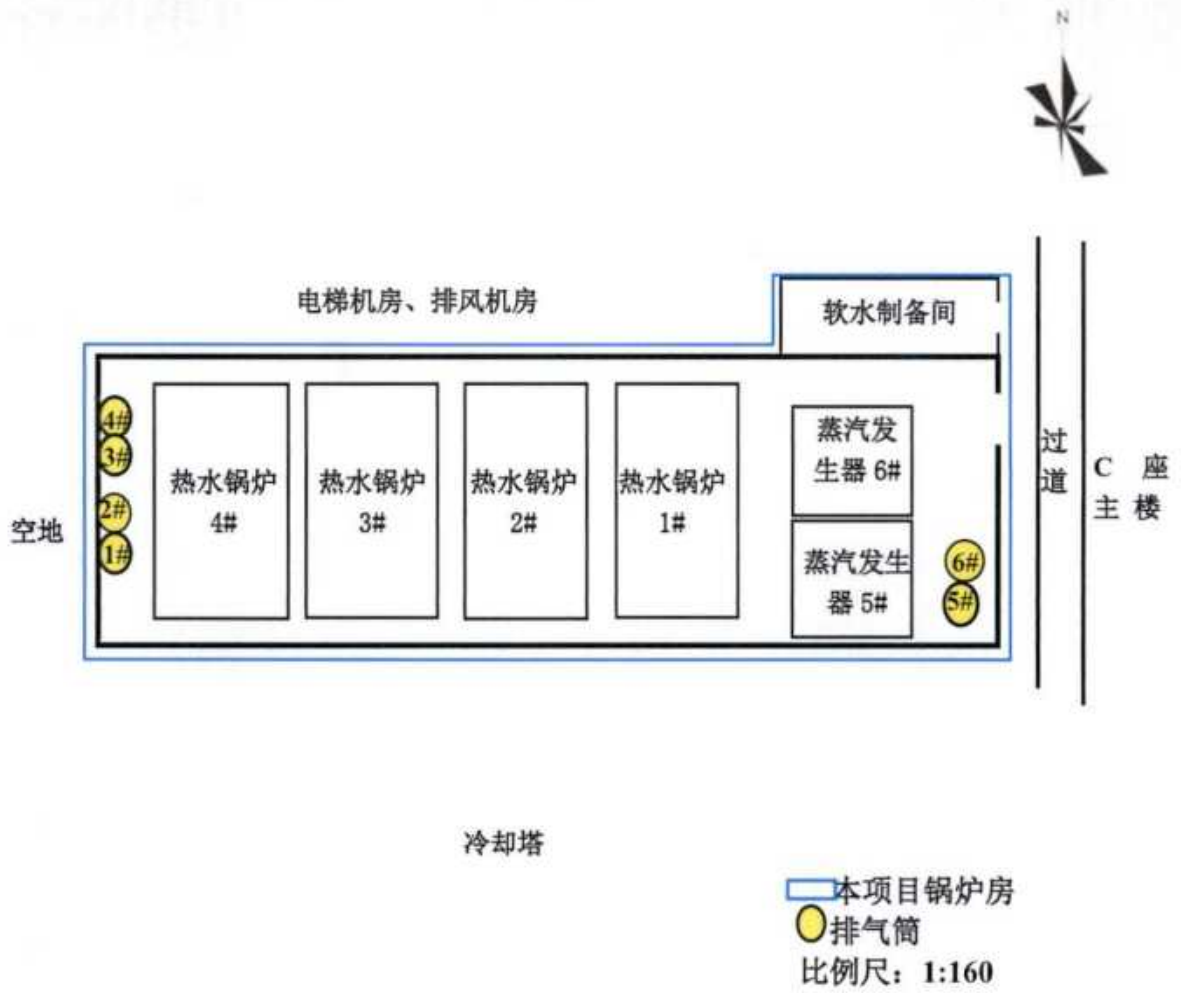 N
电梯机房、排风机房
软水制备间
4#
3#
2#
1#
热水锅炉
4#
热水锅炉
3#
热水锅炉
2#
热水锅炉
1#
蒸汽发
生器 6#
蒸汽发生
器 5#
6#
5#
空地
过
道
C 座
主 楼
冷却塔
本项目锅炉房
排气筒
比例尺：1:160